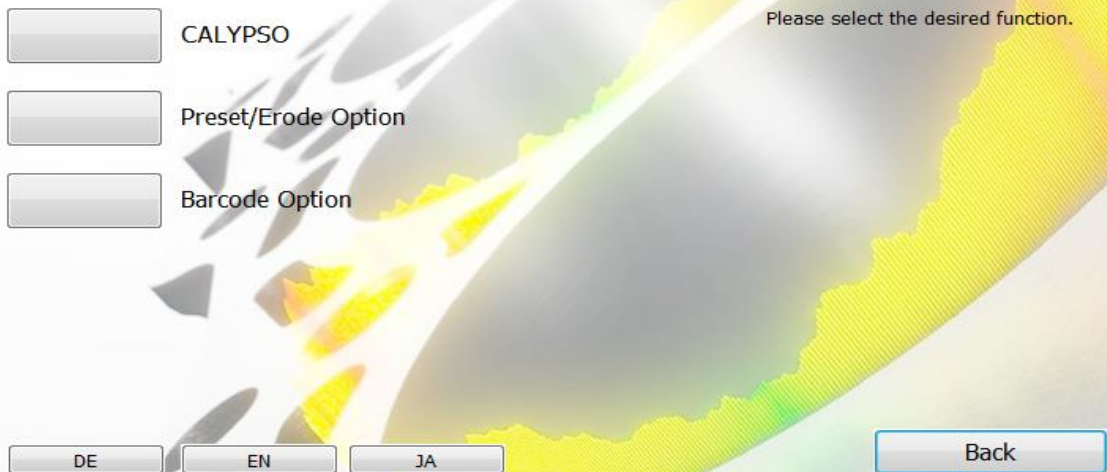 Please select the desired function.
CALYPSO
Preset/Erode Option
Barcode Option
DE
EN
JA
Back